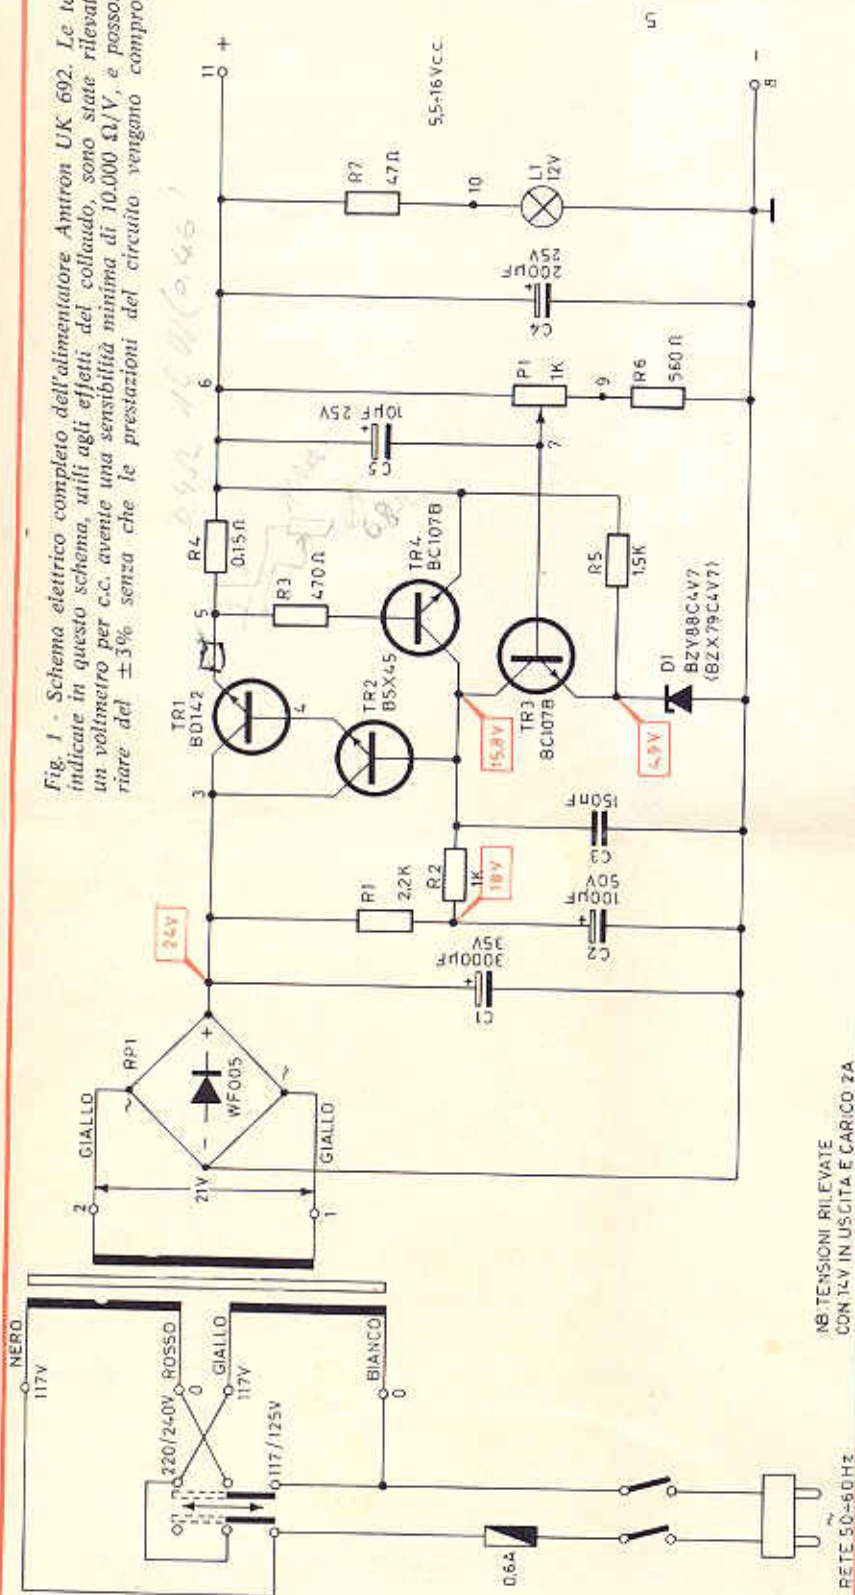 Fig. 1 - Schema elettrico completo dell'alimentatore Amtron UK 692. Le
indicate in questo schema, utili agli effetti del collaudo, sono state
un voltmetro per c.c. avente una sensibilità minima di 10.000 Ω/V, e
riare del ±3% senza che le prestazioni del circuito vengano
NERO
117V
220/240V
ROSSO
0
GIALLO
117V
117/125V
BIANCO
0
0,6A
RETE 50÷60Hz
~
2
GIALLO
21V
GIALLO
1
RP1
~
+
−
~
WF005
24V
3
TR1
BD142
4
TR2
BSX45
5
R4
0.15Ω
R3
470Ω
TR4
BC107B
R1
2,2K
R2
1K
18V
15.8V
C1
3000µF
35V
+
C2
100µF
50V
+
C3
150nF
TR3
BC107B
4,9V
R5
1.5K
D1
BZY88C4V7
(BZX79C4V7)
C5
10µF 25V
+
6
7
P1
1K
9
R6
560Ω
C4
200µF
25V
+
R7
47Ω
10
L1
12V
11
+
5,5÷16Vc.c.
8
−
NB:TENSIONI RILEVATE
CON 14V IN USCITA E CARICO 2A
5